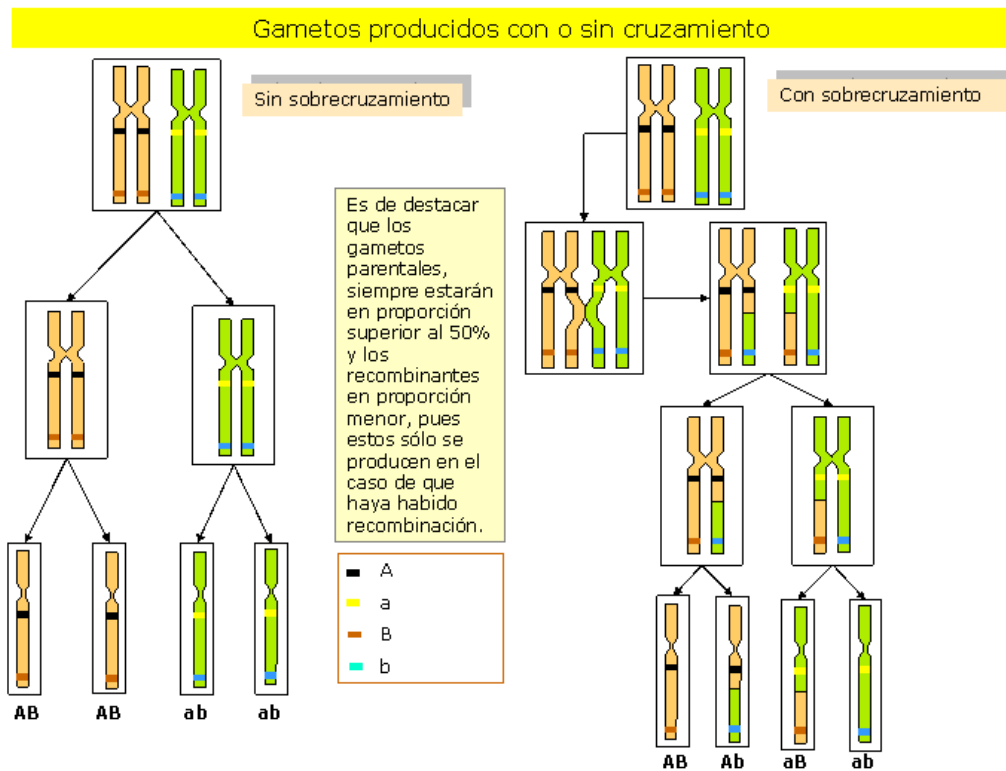 Gametos producidos con o sin cruzamiento
Sin sobrecruzamiento
Con sobrecruzamiento
Es de destacar
que los
gametos
parentales,
siempre estarán
en proporción
superior al 50%
y los
recombinantes
en proporción
menor, pues
estos sólo se
producen en el
caso de que
haya habido
recombinación.
A
a
B
b
AB AB ab ab
AB Ab aB ab